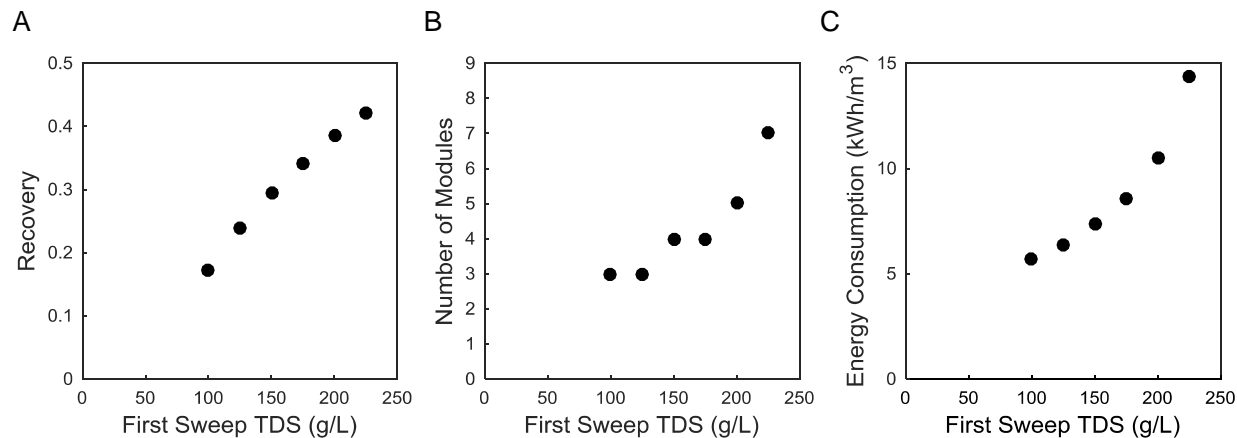 A
Recovery
0.5
0.4
0.3
0.2
0.1
0
0 50 100 150 200 250
First Sweep TDS (g/L)
B
Number of Modules
9
8
7
6
5
4
3
2
1
0
0 50 100 150 200 250
First Sweep TDS (g/L)
C
Energy Consumption (kWh/m³)
15
10
5
0
0 50 100 150 200 250
First Sweep TDS (g/L)